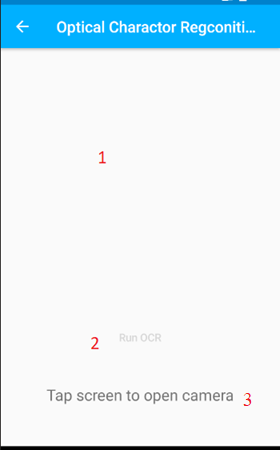 Optical Charactor Regconiti...
1
Run OCR
2
Tap screen to open camera 3